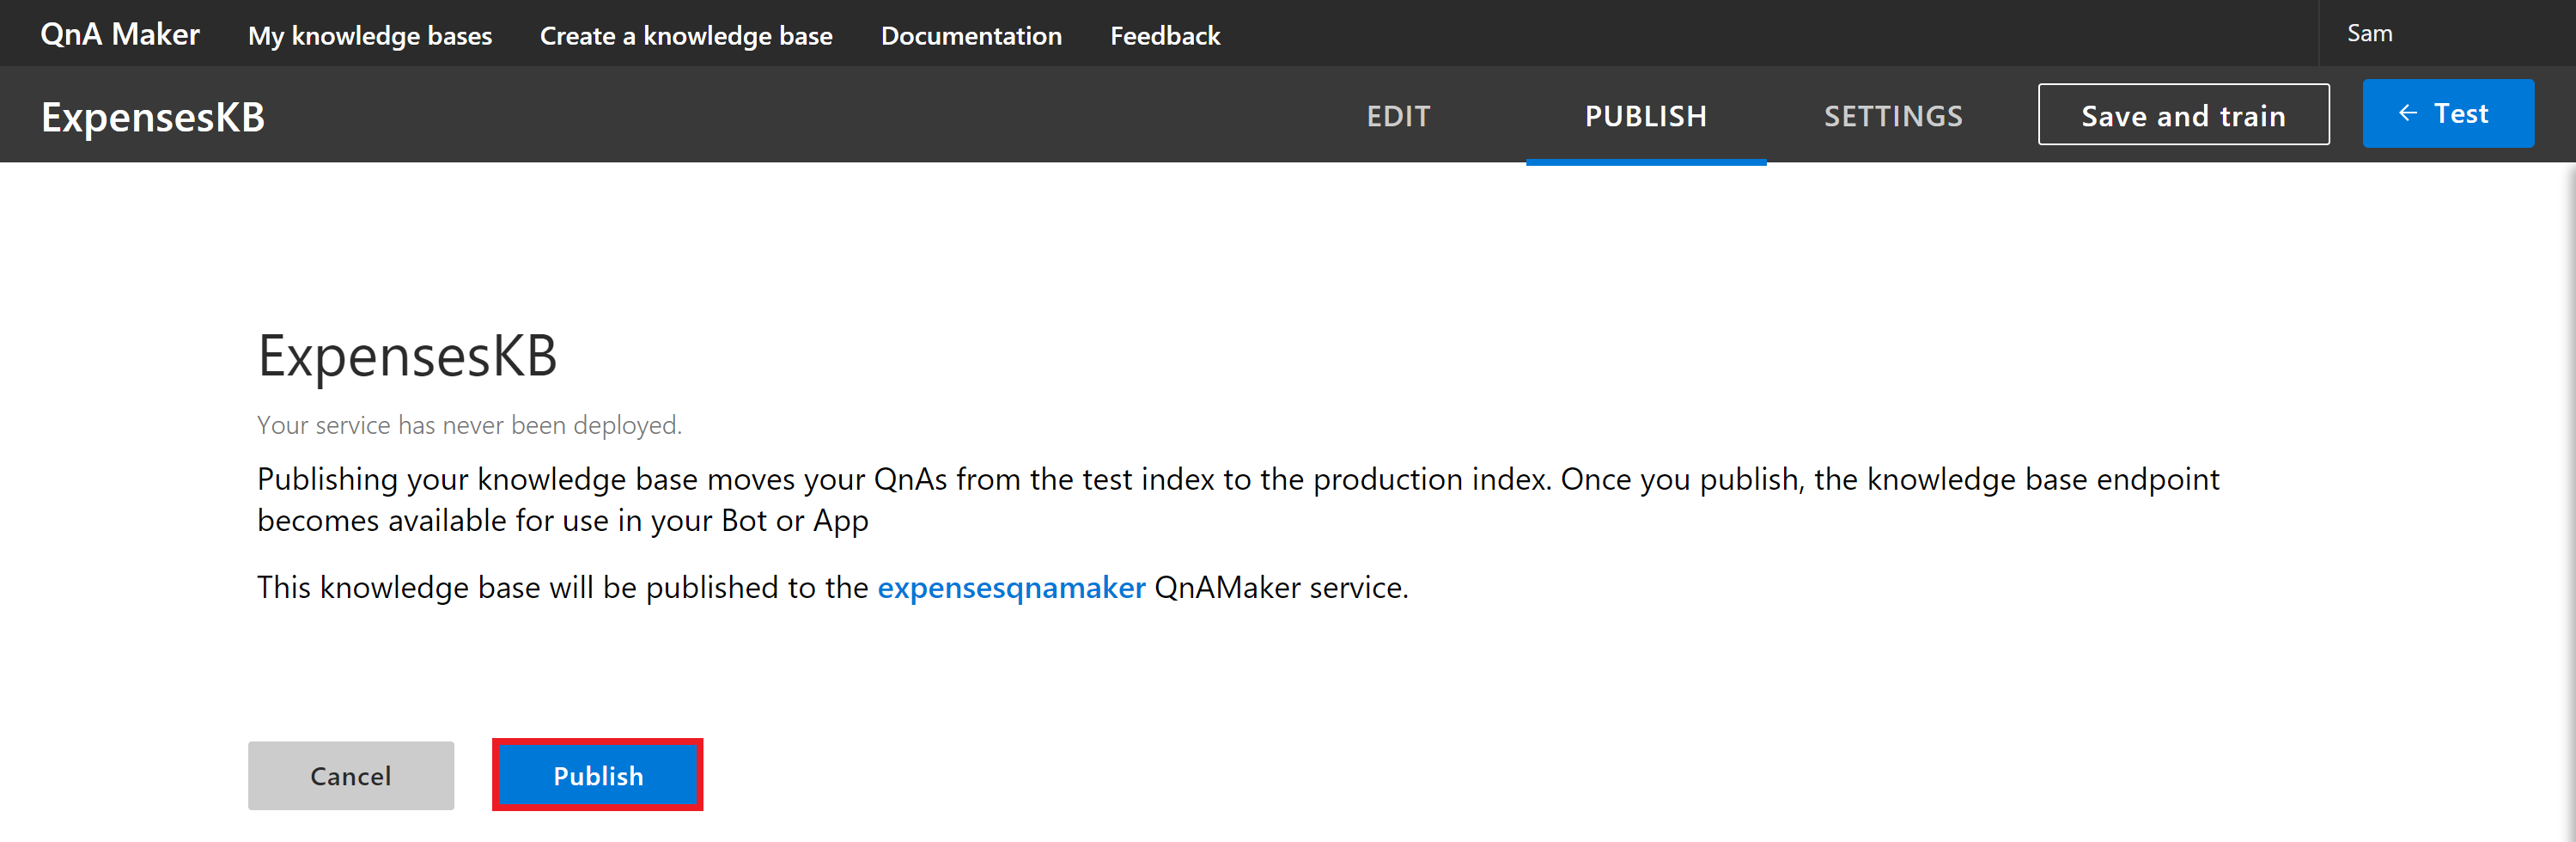 QnA Maker My knowledge bases Create a knowledge base Documentation Feedback Sam
ExpensesKB EDIT PUBLISH SETTINGS Save and train ← Test
ExpensesKB
Your service has never been deployed.
Publishing your knowledge base moves your QnAs from the test index to the production index. Once you publish, the knowledge base endpoint
becomes available for use in your Bot or App
This knowledge base will be published to the expensesqnamaker QnAMaker service.
Cancel Publish